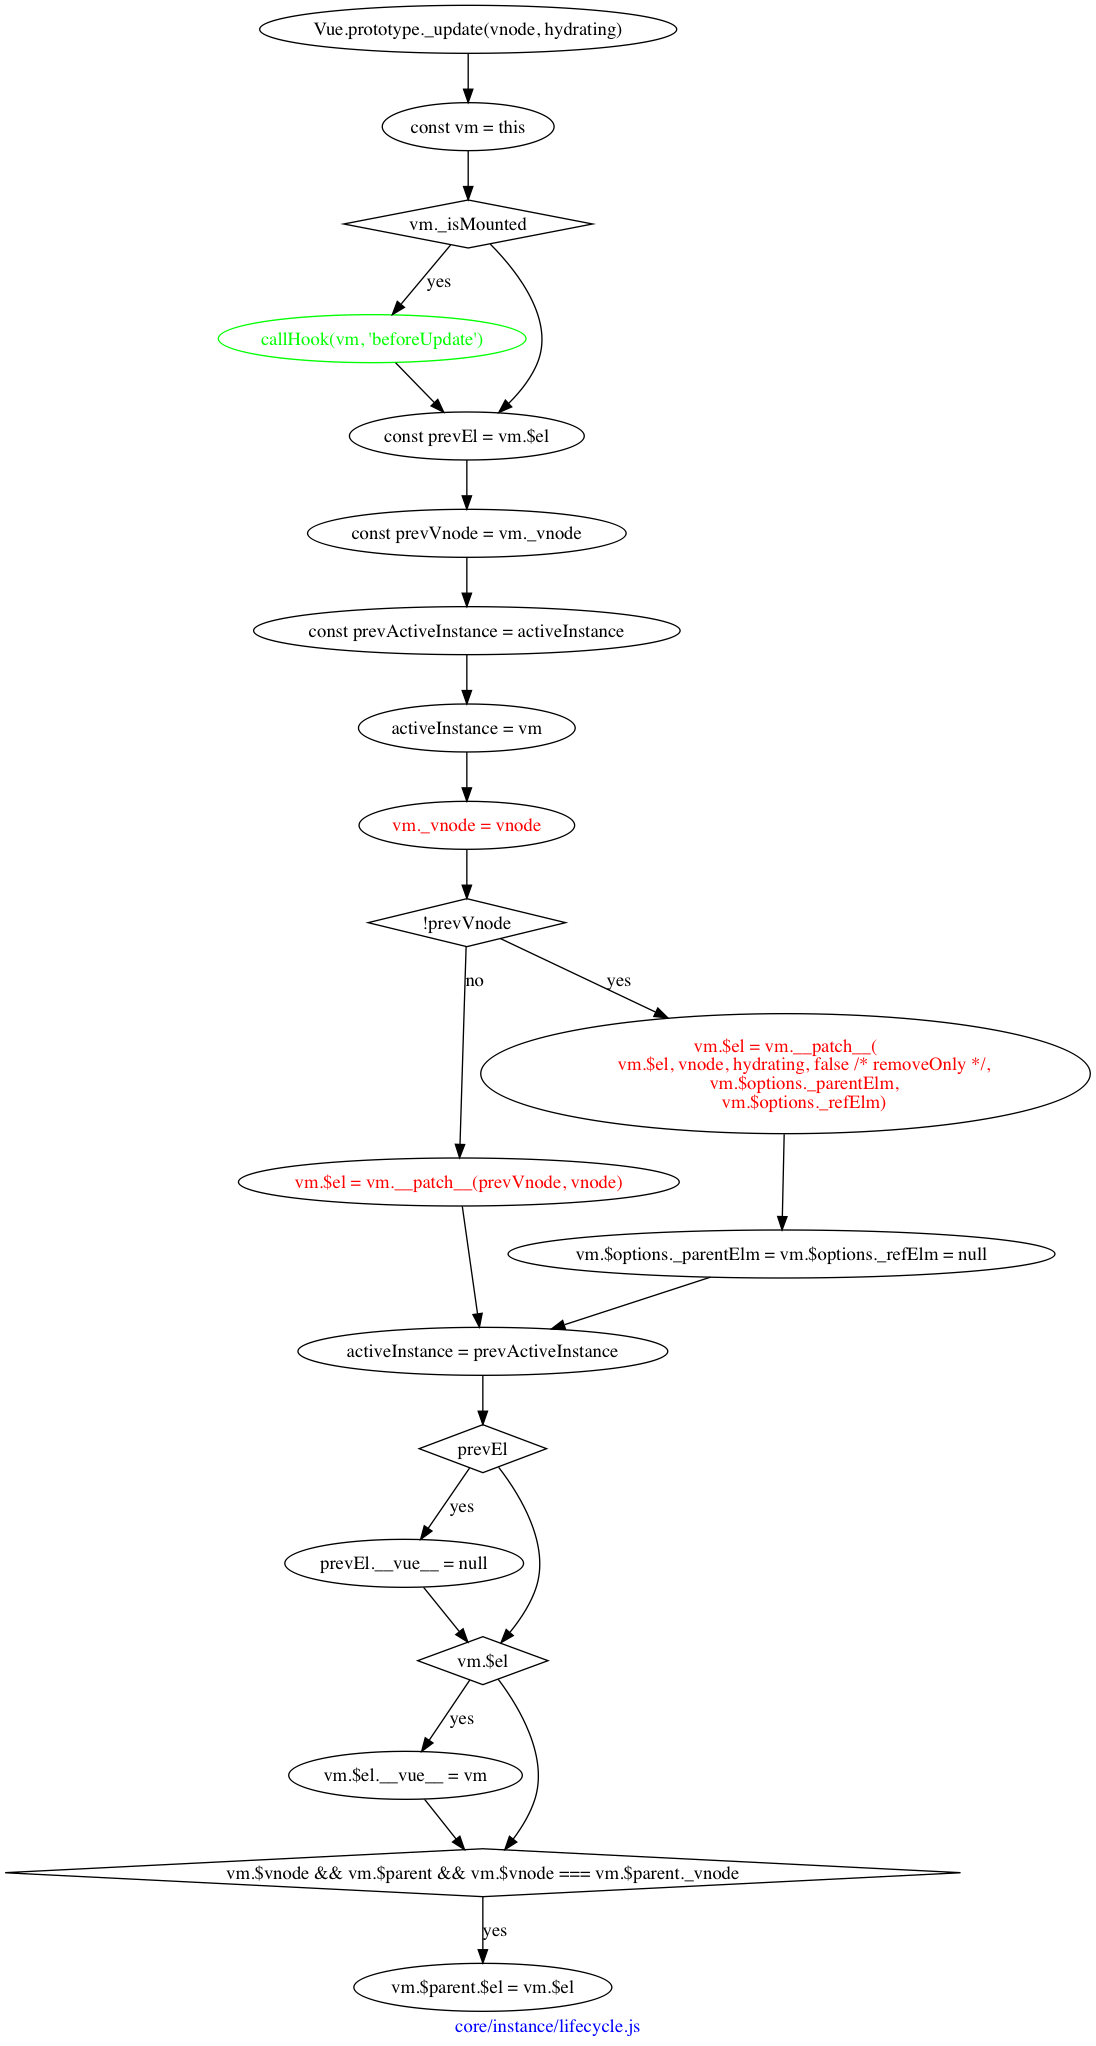 Vue.prototype._update(vnode, hydrating)
const vm = this
vm._isMounted
yes
callHook(vm, 'beforeUpdate')
const prevEl = vm.$el
const prevVnode = vm._vnode
const prevActiveInstance = activeInstance
activeInstance = vm
vm._vnode = vnode
!prevVnode
no
yes
vm.$el = vm.__patch__(
vm.$el, vnode, hydrating, false /* removeOnly */,
vm.$options._parentElm,
vm.$options._refElm)
vm.$el = vm.__patch__(prevVnode, vnode)
vm.$options._parentElm = vm.$options._refElm = null
activeInstance = prevActiveInstance
prevEl
yes
prevEl.__vue__ = null
vm.$el
yes
vm.$el.__vue__ = vm
vm.$vnode && vm.$parent && vm.$vnode === vm.$parent._vnode
yes
vm.$parent.$el = vm.$el
core/instance/lifecycle.js